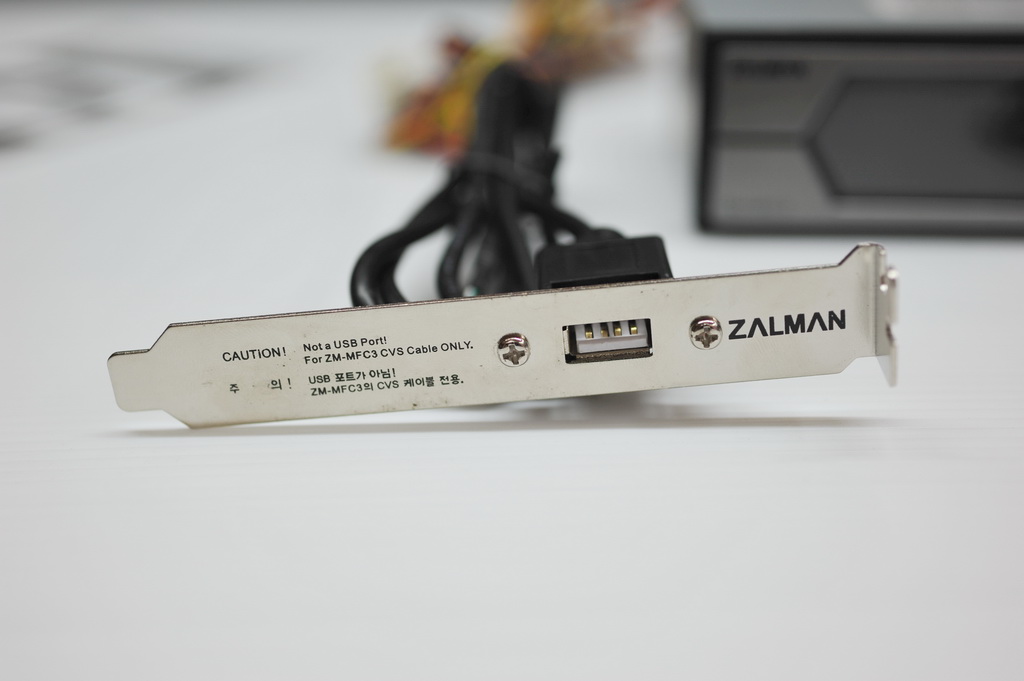 CAUTION! Not a USB Port!
For ZM-MFC3 CVS Cable ONLY.
주 의! USB 포트가 아님!
ZM-MFC3의 CVS 케이블 전용.
ZALMAN